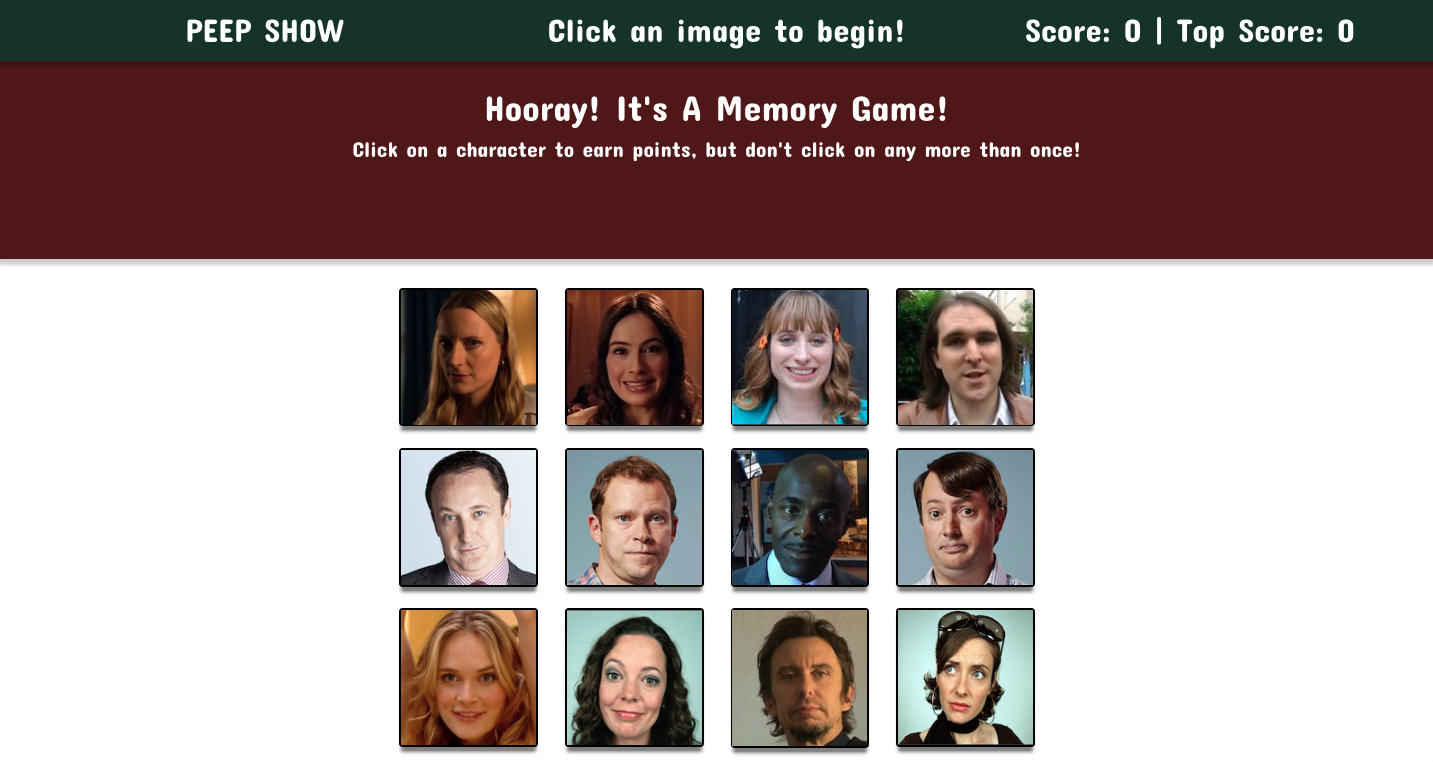 PEEP SHOW
Click an image to begin!
Score: 0 | Top Score: 0
Hooray! It's A Memory Game!
Click on a character to earn points, but don't click on any more than once!